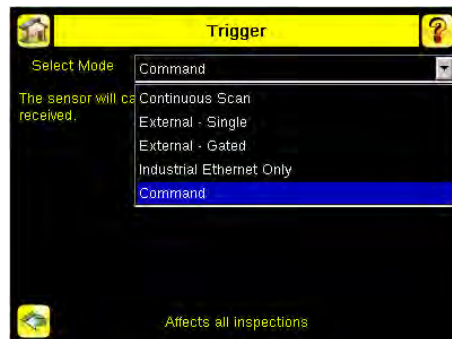 Trigger
Select Mode
Command
The sensor will ca
received.
Continuous Scan
External - Single
External - Gated
Industrial Ethernet Only
Command
Affects all inspections